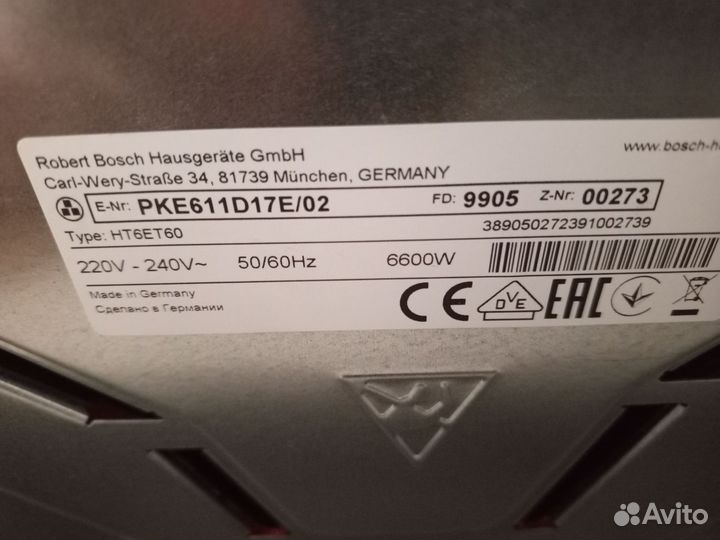 Robert Bosch Hausgeräte GmbH
www.bosch-h
Carl-Wery-Straße 34, 81739 München, GERMANY
E-Nr: PKE611D17E/02 FD: 9905 Z-Nr: 00273
Type: HT6ET60 389050272391002739
220V - 240V~ 50/60Hz 6600W
Made in Germany
Сделано в Германии
CE DVE EAC
Avito